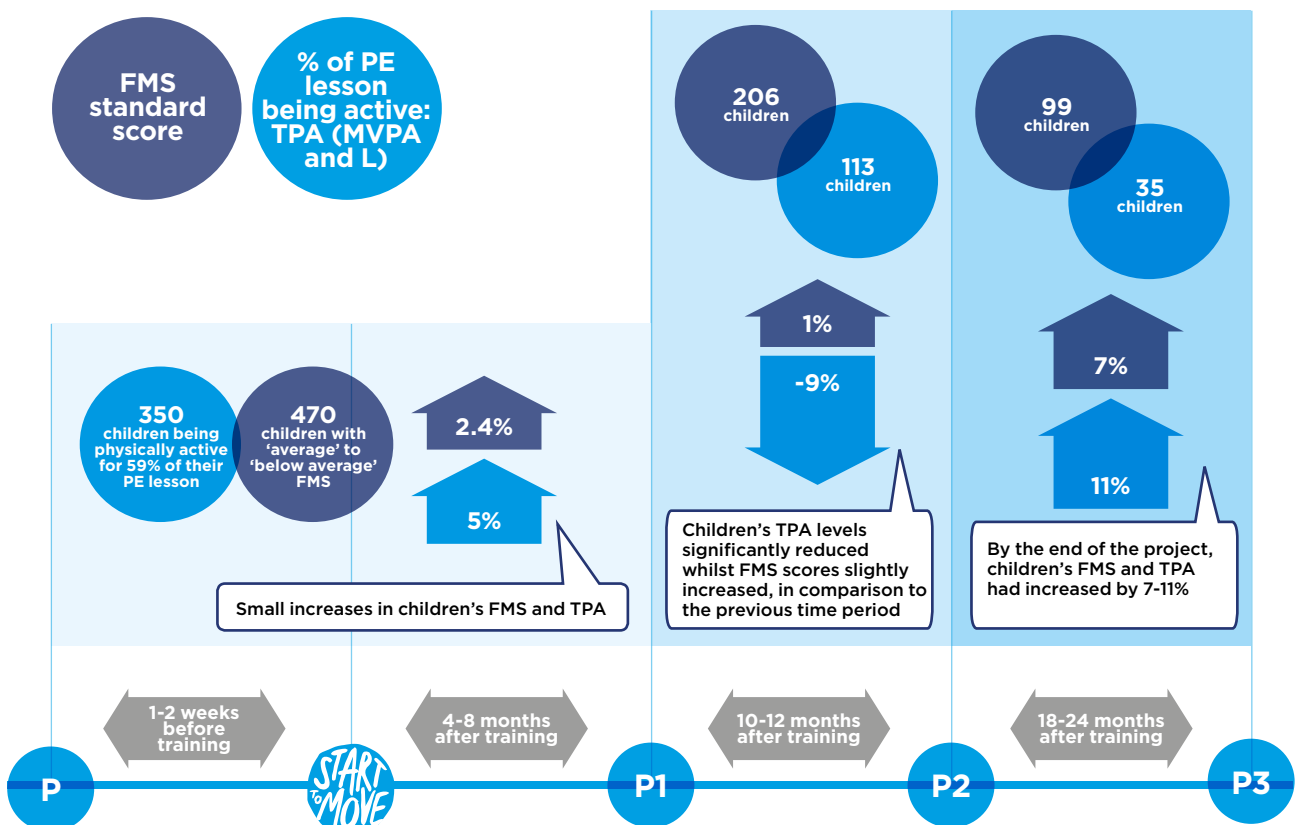 FMS
standard
score
% of PE
lesson
being active:
TPA (MVPA
and L)
206
children
113
children
99
children
35
children
1%
-9%
7%
11%
350
children being
physically active
for 59% of their
PE lesson
470
children with
‘average’ to
‘below average’
FMS
2.4%
5%
Small increases in children’s FMS and TPA
Children’s TPA levels
significantly reduced
whilst FMS scores slightly
increased, in comparison to
the previous time period
By the end of the project,
children’s FMS and TPA
had increased by 7-11%
1-2 weeks
before
training
4-8 months
after training
10-12 months
after training
18-24 months
after training
P
START
TO
MOVE
P1
P2
P3